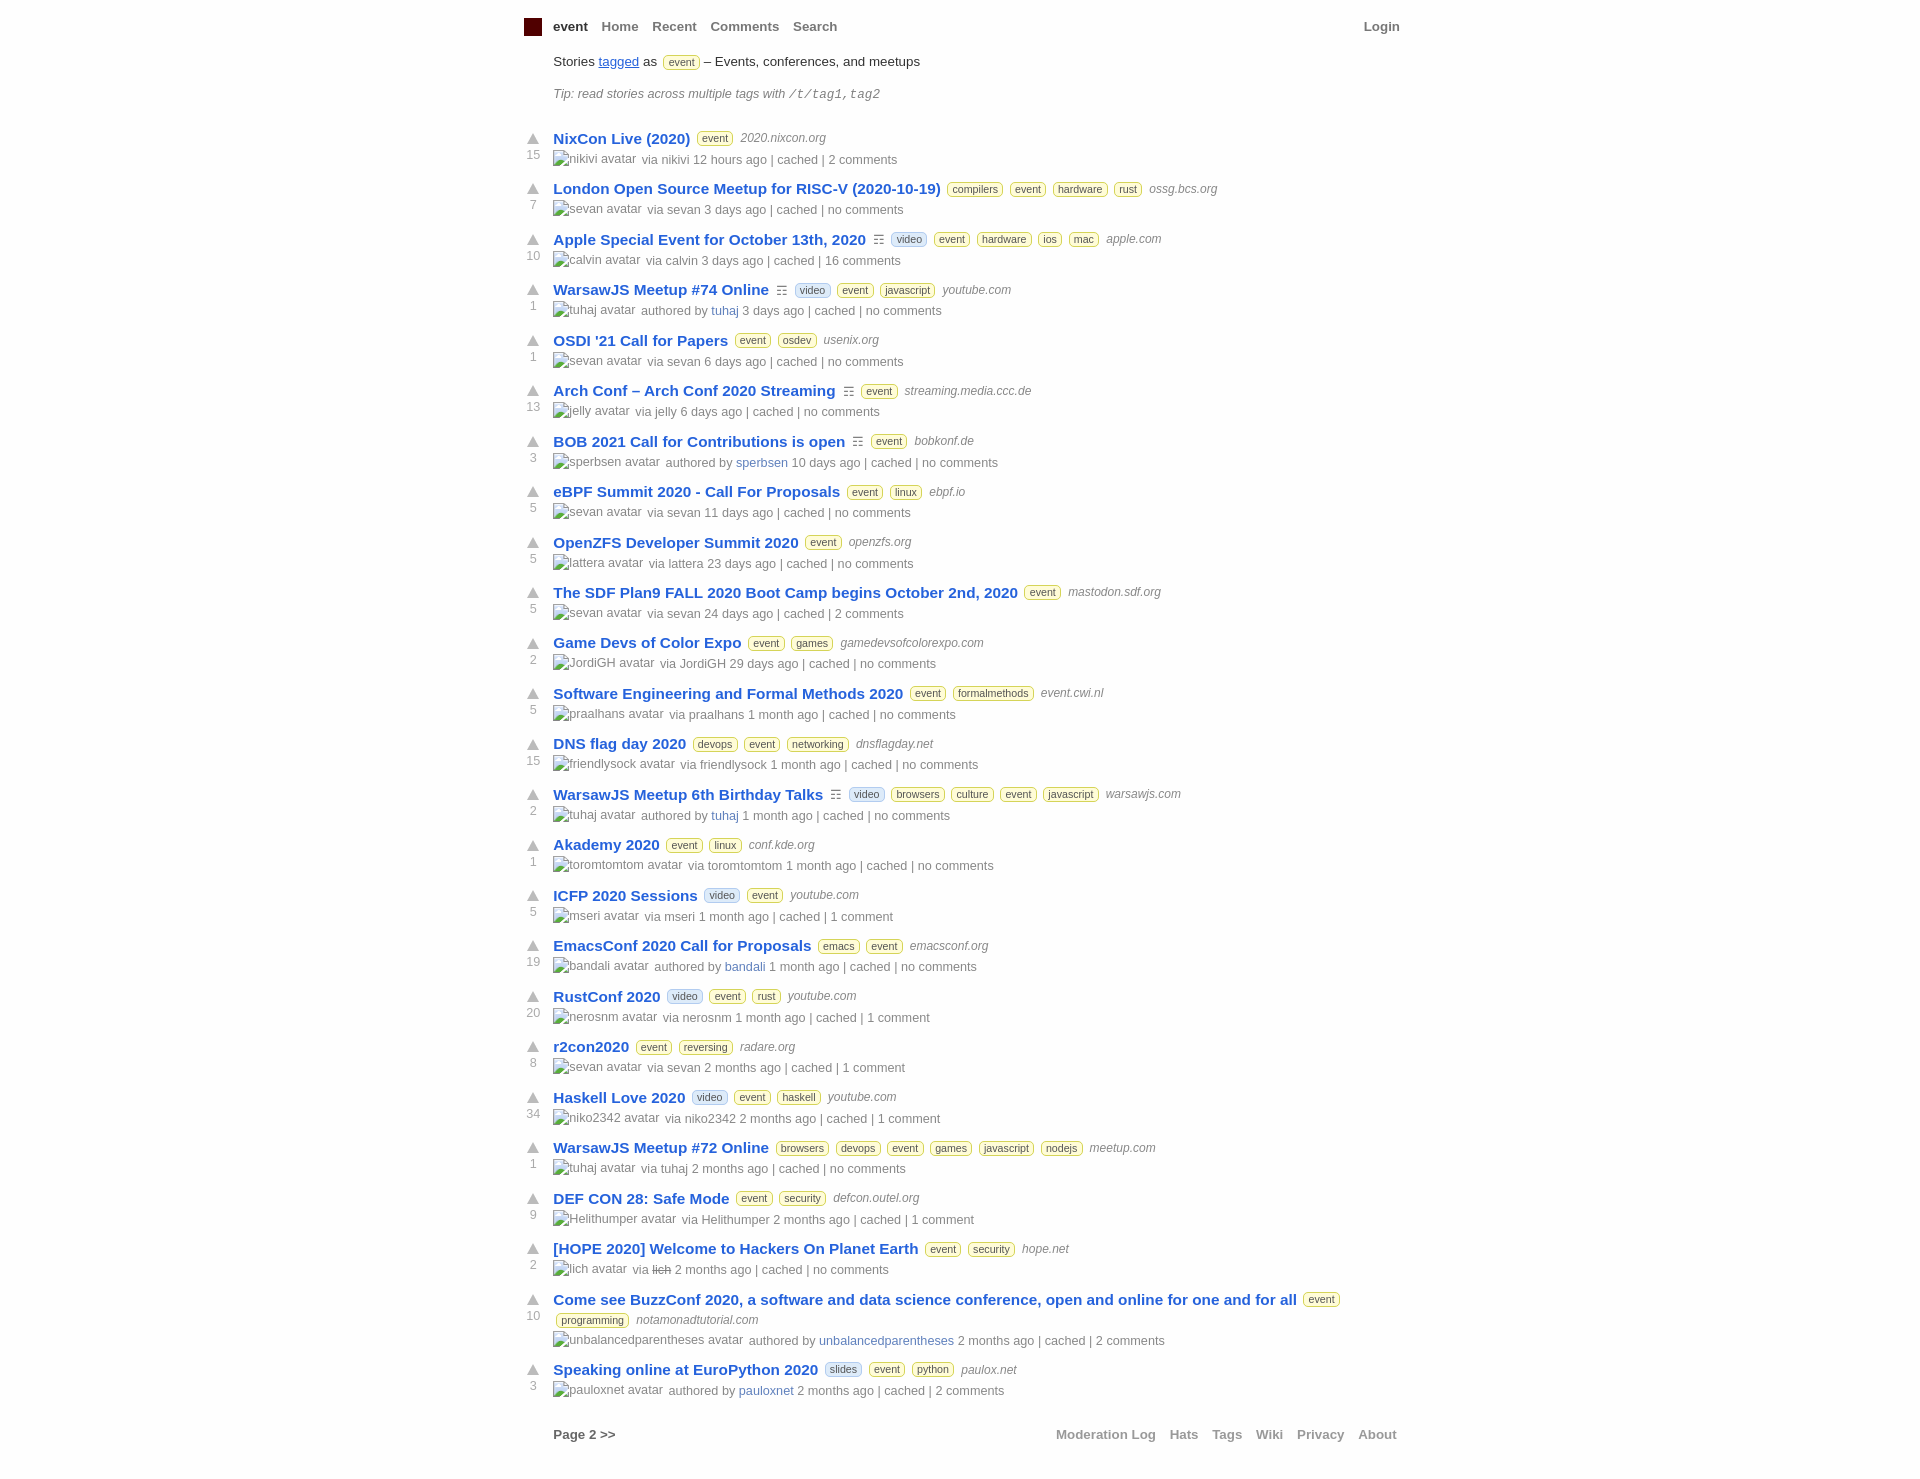 event Home Recent Comments Search Login
Stories tagged as event – Events, conferences, and meetups
Tip: read stories across multiple tags with /t/tag1,tag2
NixCon Live (2020) event 2020.nixcon.org
15 nikivi avatar via nikivi 12 hours ago | cached | 2 comments
London Open Source Meetup for RISC-V (2020-10-19) compilers event hardware rust ossg.bcs.org
7 sevan avatar via sevan 3 days ago | cached | no comments
Apple Special Event for October 13th, 2020 ☶ video event hardware ios mac apple.com
10 calvin avatar via calvin 3 days ago | cached | 16 comments
WarsawJS Meetup #74 Online ☶ video event javascript youtube.com
1 tuhaj avatar authored by tuhaj 3 days ago | cached | no comments
OSDI '21 Call for Papers event osdev usenix.org
1 sevan avatar via sevan 6 days ago | cached | no comments
Arch Conf – Arch Conf 2020 Streaming ☶ event streaming.media.ccc.de
13 jelly avatar via jelly 6 days ago | cached | no comments
BOB 2021 Call for Contributions is open ☶ event bobkonf.de
3 sperbsen avatar authored by sperbsen 10 days ago | cached | no comments
eBPF Summit 2020 - Call For Proposals event linux ebpf.io
5 sevan avatar via sevan 11 days ago | cached | no comments
OpenZFS Developer Summit 2020 event openzfs.org
5 lattera avatar via lattera 23 days ago | cached | no comments
The SDF Plan9 FALL 2020 Boot Camp begins October 2nd, 2020 event mastodon.sdf.org
5 sevan avatar via sevan 24 days ago | cached | 2 comments
Game Devs of Color Expo event games gamedevsofcolorexpo.com
2 JordiGH avatar via JordiGH 29 days ago | cached | no comments
Software Engineering and Formal Methods 2020 event formalmethods event.cwi.nl
5 praalhans avatar via praalhans 1 month ago | cached | no comments
DNS flag day 2020 devops event networking dnsflagday.net
15 friendlysock avatar via friendlysock 1 month ago | cached | no comments
WarsawJS Meetup 6th Birthday Talks ☶ video browsers culture event javascript warsawjs.com
2 tuhaj avatar authored by tuhaj 1 month ago | cached | no comments
Akademy 2020 event linux conf.kde.org
1 toromtomtom avatar via toromtomtom 1 month ago | cached | no comments
ICFP 2020 Sessions video event youtube.com
5 mseri avatar via mseri 1 month ago | cached | 1 comment
EmacsConf 2020 Call for Proposals emacs event emacsconf.org
19 bandali avatar authored by bandali 1 month ago | cached | no comments
RustConf 2020 video event rust youtube.com
20 nerosnm avatar via nerosnm 1 month ago | cached | 1 comment
r2con2020 event reversing radare.org
8 sevan avatar via sevan 2 months ago | cached | 1 comment
Haskell Love 2020 video event haskell youtube.com
34 niko2342 avatar via niko2342 2 months ago | cached | 1 comment
WarsawJS Meetup #72 Online browsers devops event games javascript nodejs meetup.com
1 tuhaj avatar via tuhaj 2 months ago | cached | no comments
DEF CON 28: Safe Mode event security defcon.outel.org
9 Helithumper avatar via Helithumper 2 months ago | cached | 1 comment
[HOPE 2020] Welcome to Hackers On Planet Earth event security hope.net
2 lich avatar via lich 2 months ago | cached | no comments
Come see BuzzConf 2020, a software and data science conference, open and online for one and for all event
10 programming notamonadtutorial.com
unbalancedparentheses avatar authored by unbalancedparentheses 2 months ago | cached | 2 comments
Speaking online at EuroPython 2020 slides event python paulox.net
3 pauloxnet avatar authored by pauloxnet 2 months ago | cached | 2 comments
Page 2 >> Moderation Log Hats Tags Wiki Privacy About